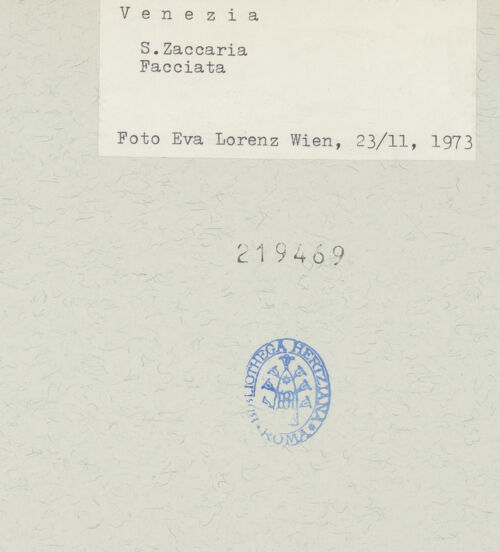 V e n e z i a
S.Zaccaria
Facciata
Foto Eva Lorenz Wien, 23/11, 1973
219469
BIBLIOTHECA HERTZIANA
* ROMA *